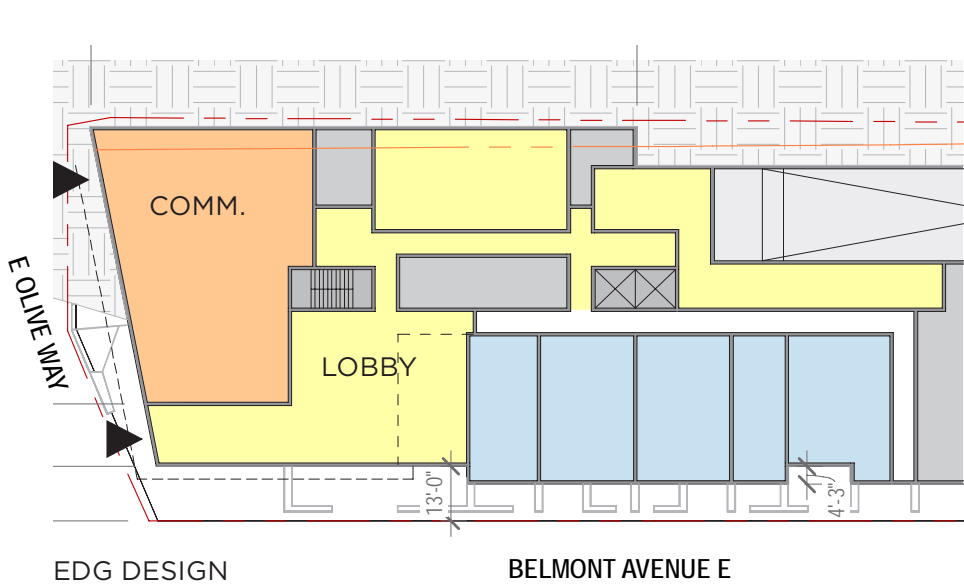 COMM.
E OLIVE WAY
LOBBY
13'-0"
4'-3"
EDG DESIGN
BELMONT AVENUE E